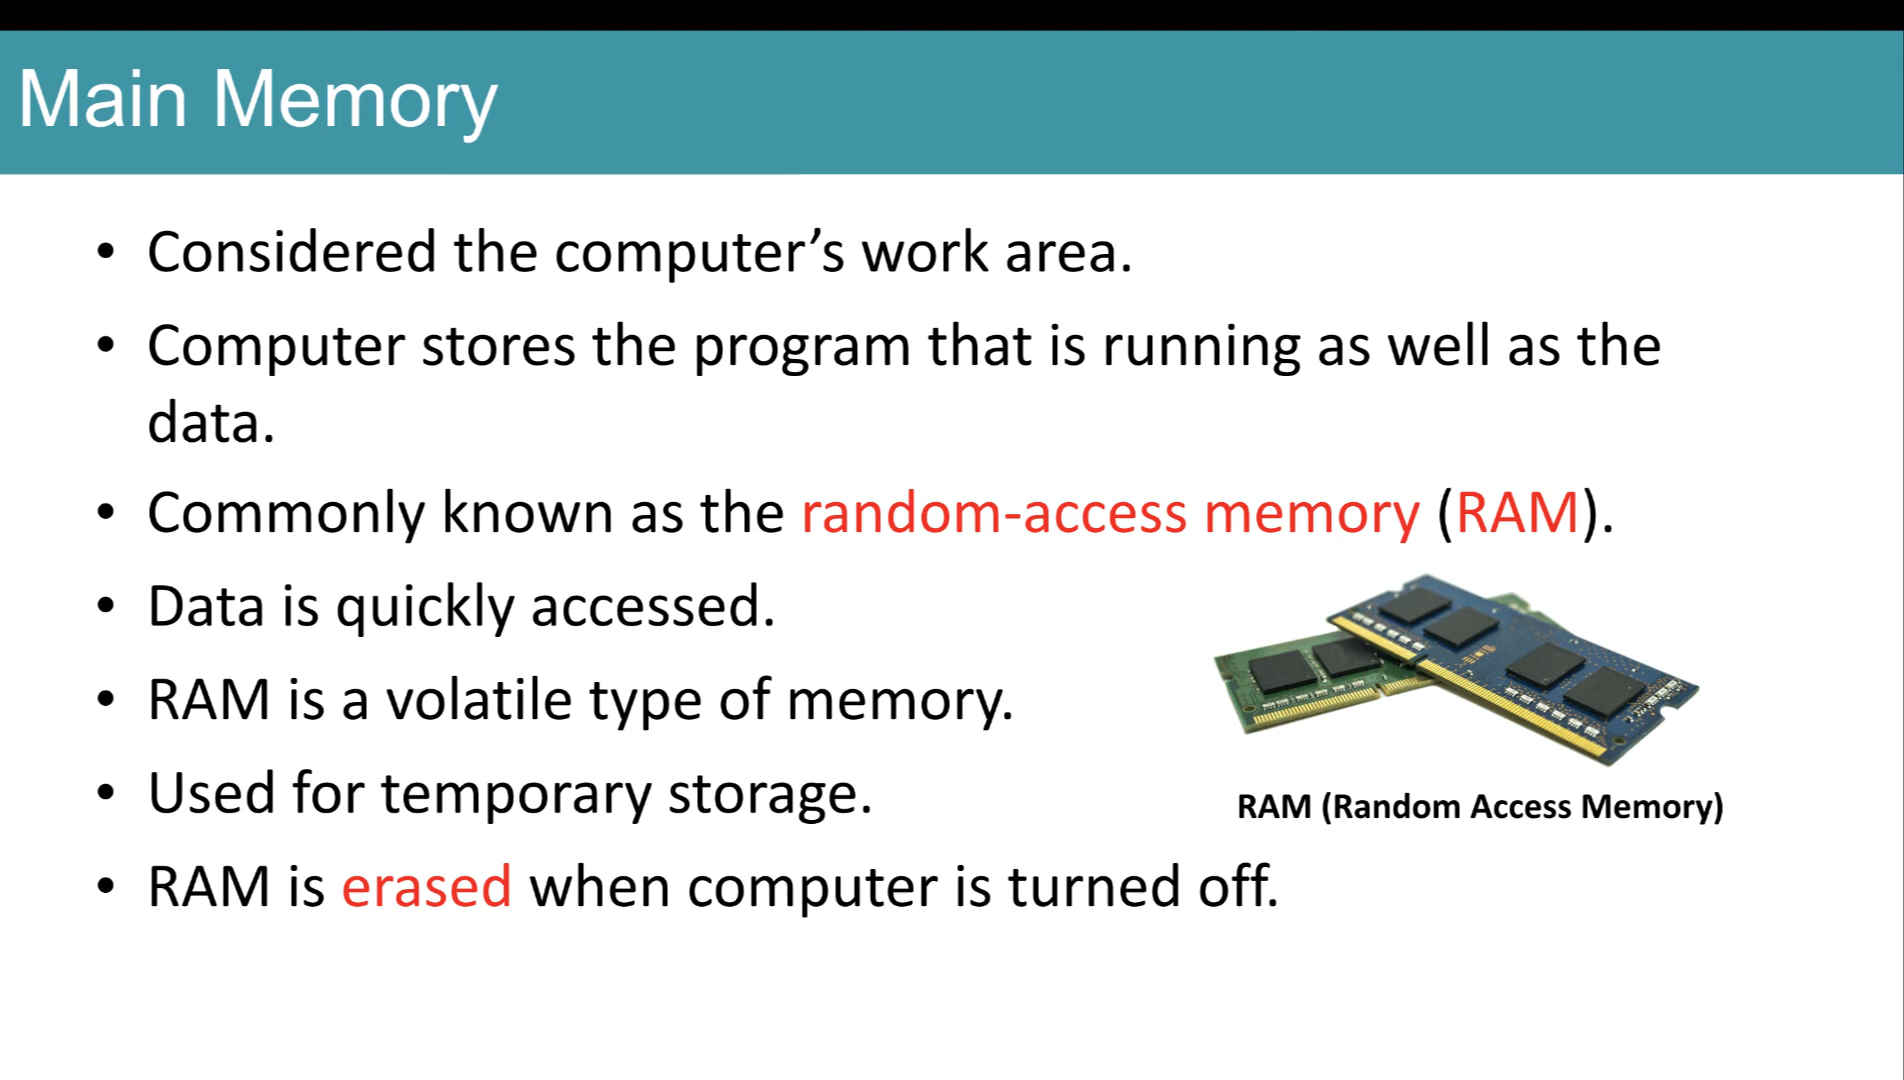 Main Memory
• Considered the computer’s work area.
• Computer stores the program that is running as well as the
data.
• Commonly known as the random-access memory (RAM).
• Data is quickly accessed.
• RAM is a volatile type of memory.
• Used for temporary storage.
RAM (Random Access Memory)
• RAM is erased when computer is turned off.